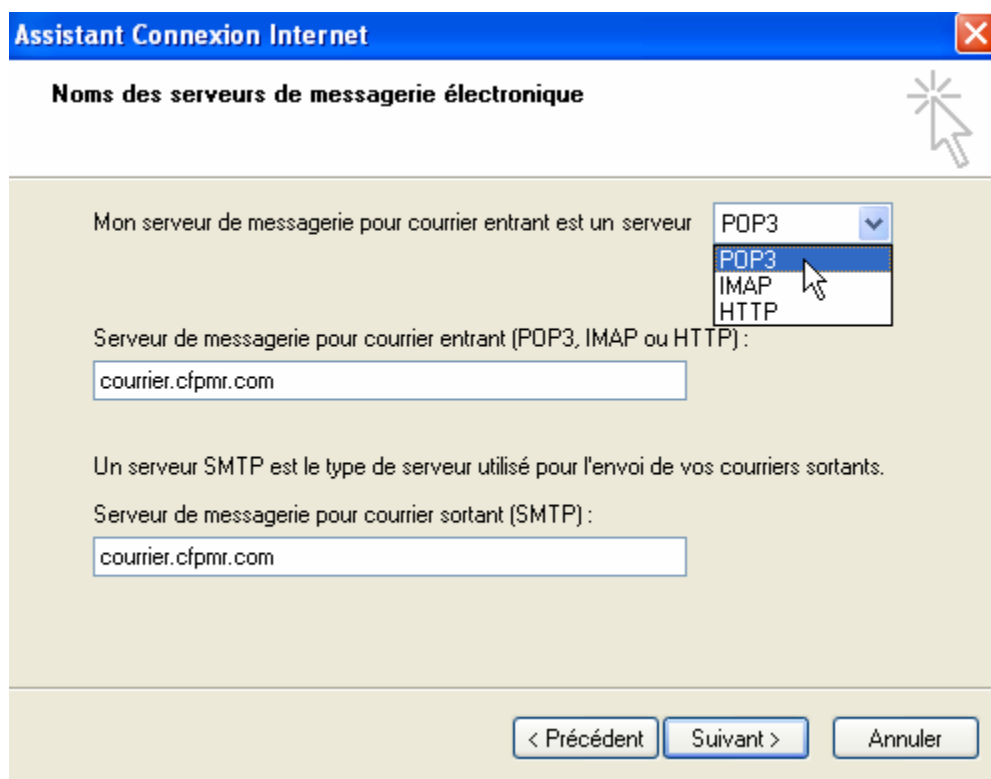 Assistant Connexion Internet
Noms des serveurs de messagerie électronique
Mon serveur de messagerie pour courrier entrant est un serveur POP3
POP3
IMAP
HTTP
Serveur de messagerie pour courrier entrant (POP3, IMAP ou HTTP) :
courrier.cfpmr.com
Un serveur SMTP est le type de serveur utilisé pour l'envoi de vos courriers sortants.
Serveur de messagerie pour courrier sortant (SMTP) :
courrier.cfpmr.com
< Précédent Suivant > Annuler